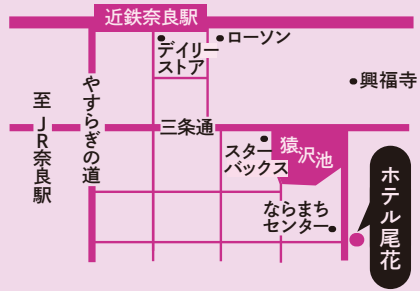 近鉄奈良駅
デイリー
ストア
ローソン
興福寺
やすらぎの道
至 JR奈良駅
三条通
スター
バックス
猿沢池
ならまち
センター
ホテル尾花